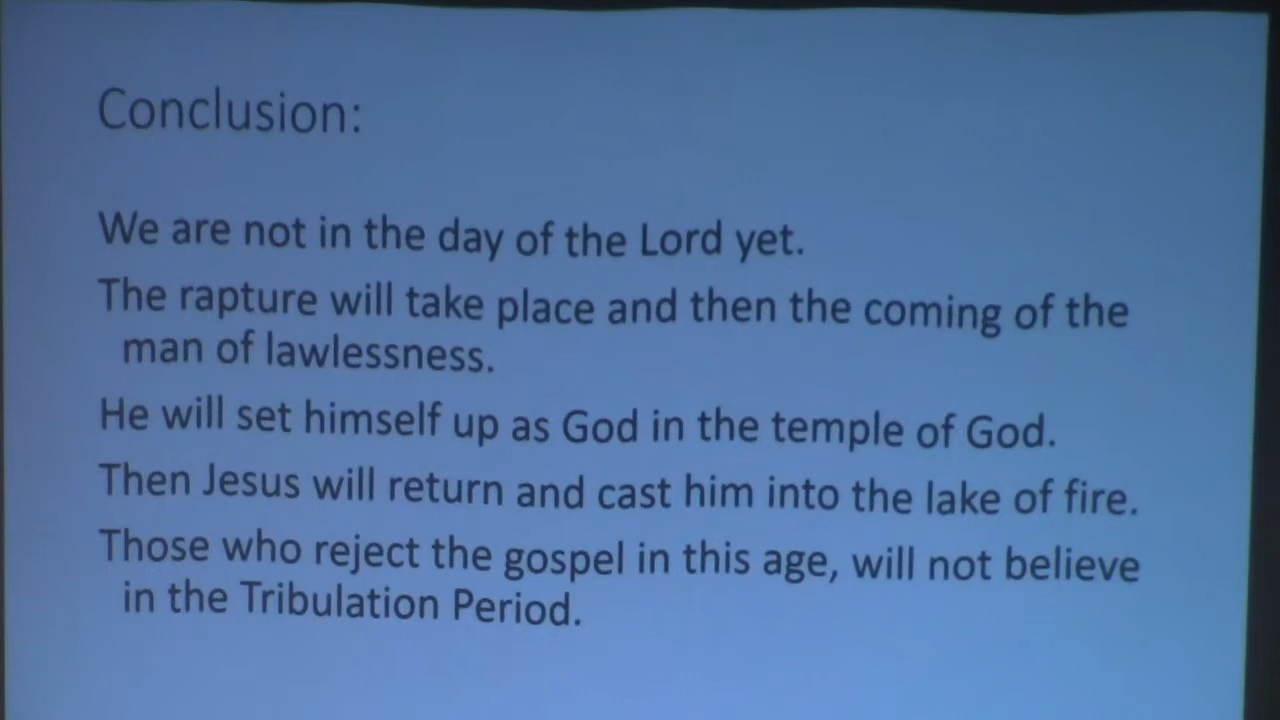 Conclusion:
We are not in the day of the Lord yet.
The rapture will take place and then the coming of the
man of lawlessness.
He will set himself up as God in the temple of God.
Then Jesus will return and cast him into the lake of fire.
Those who reject the gospel in this age, will not believe
in the Tribulation Period.